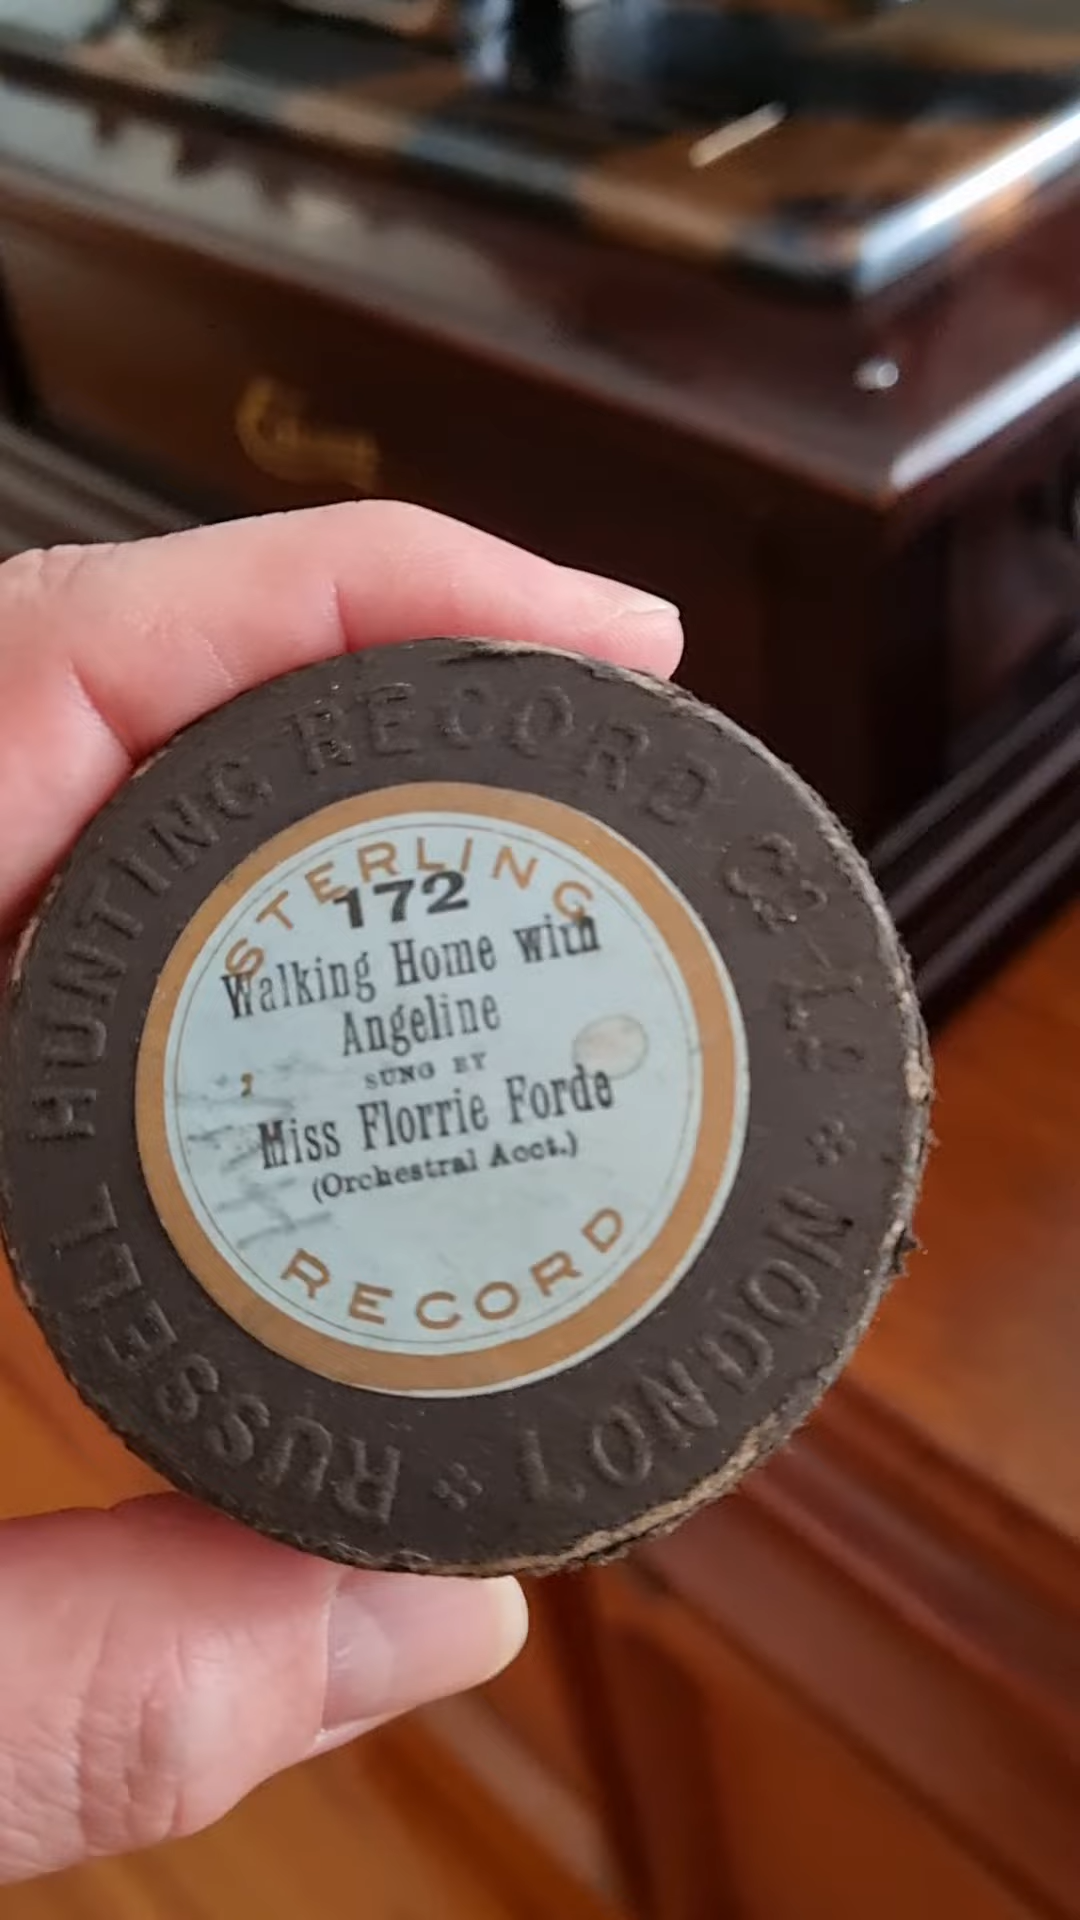 RUSSELL HUNTING RECORD Co. LD.
LONDON
STERLING
172
Walking Home with
Angeline
SUNG BY
Miss Florrie Forde
(Orchestral Acct.)
RECORD